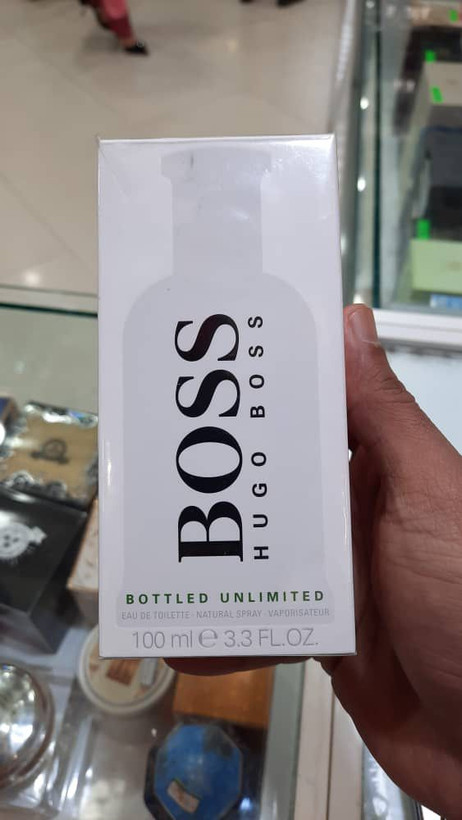 BOSS
HUGO BOSS
BOTTLED UNLIMITED
EAU DE TOILETTE · NATURAL SPRAY · VAPORISATEUR
100 ml ℮ 3.3 FL.OZ.